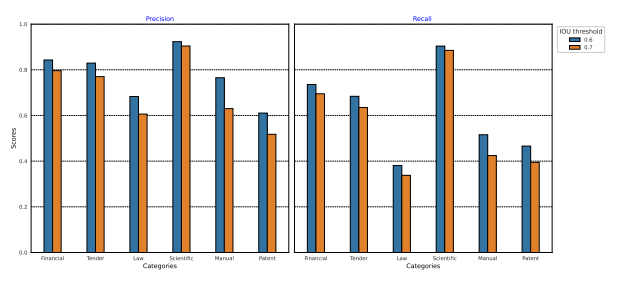 Precision
Recall
IOU threshold
0.6
0.7
1.0
0.8
0.6
0.4
0.2
0.0
Scores
Financial Tender Law Scientific Manual Patent
Categories
Financial Tender Law Scientific Manual Patent
Categories